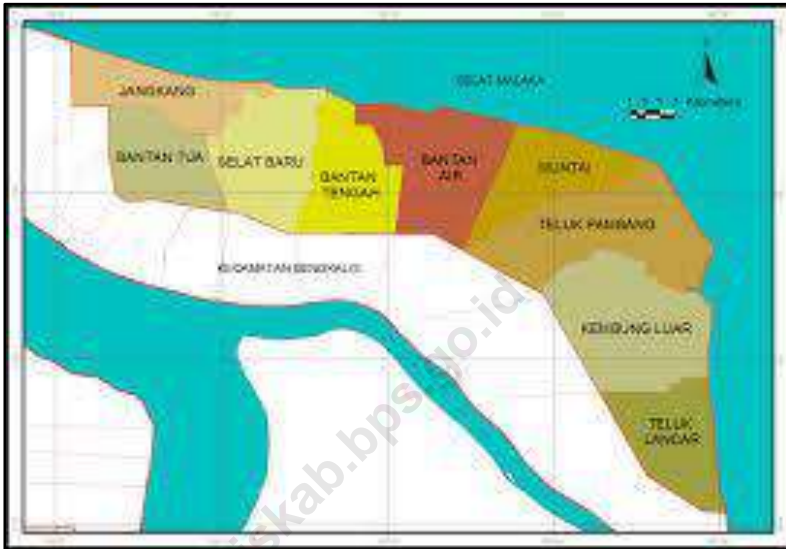 SELAT MALAKA
JANGKANG
BANTAN TUA
SELAT BARU
BANTAN
TENGAH
BANTAN
AIR
MUNTAI
TELUK PAMBANG
KECAMATAN BENGKALIS
KEMBUNG LUAR
TELUK
LANCAR
iskab.bps.go.id